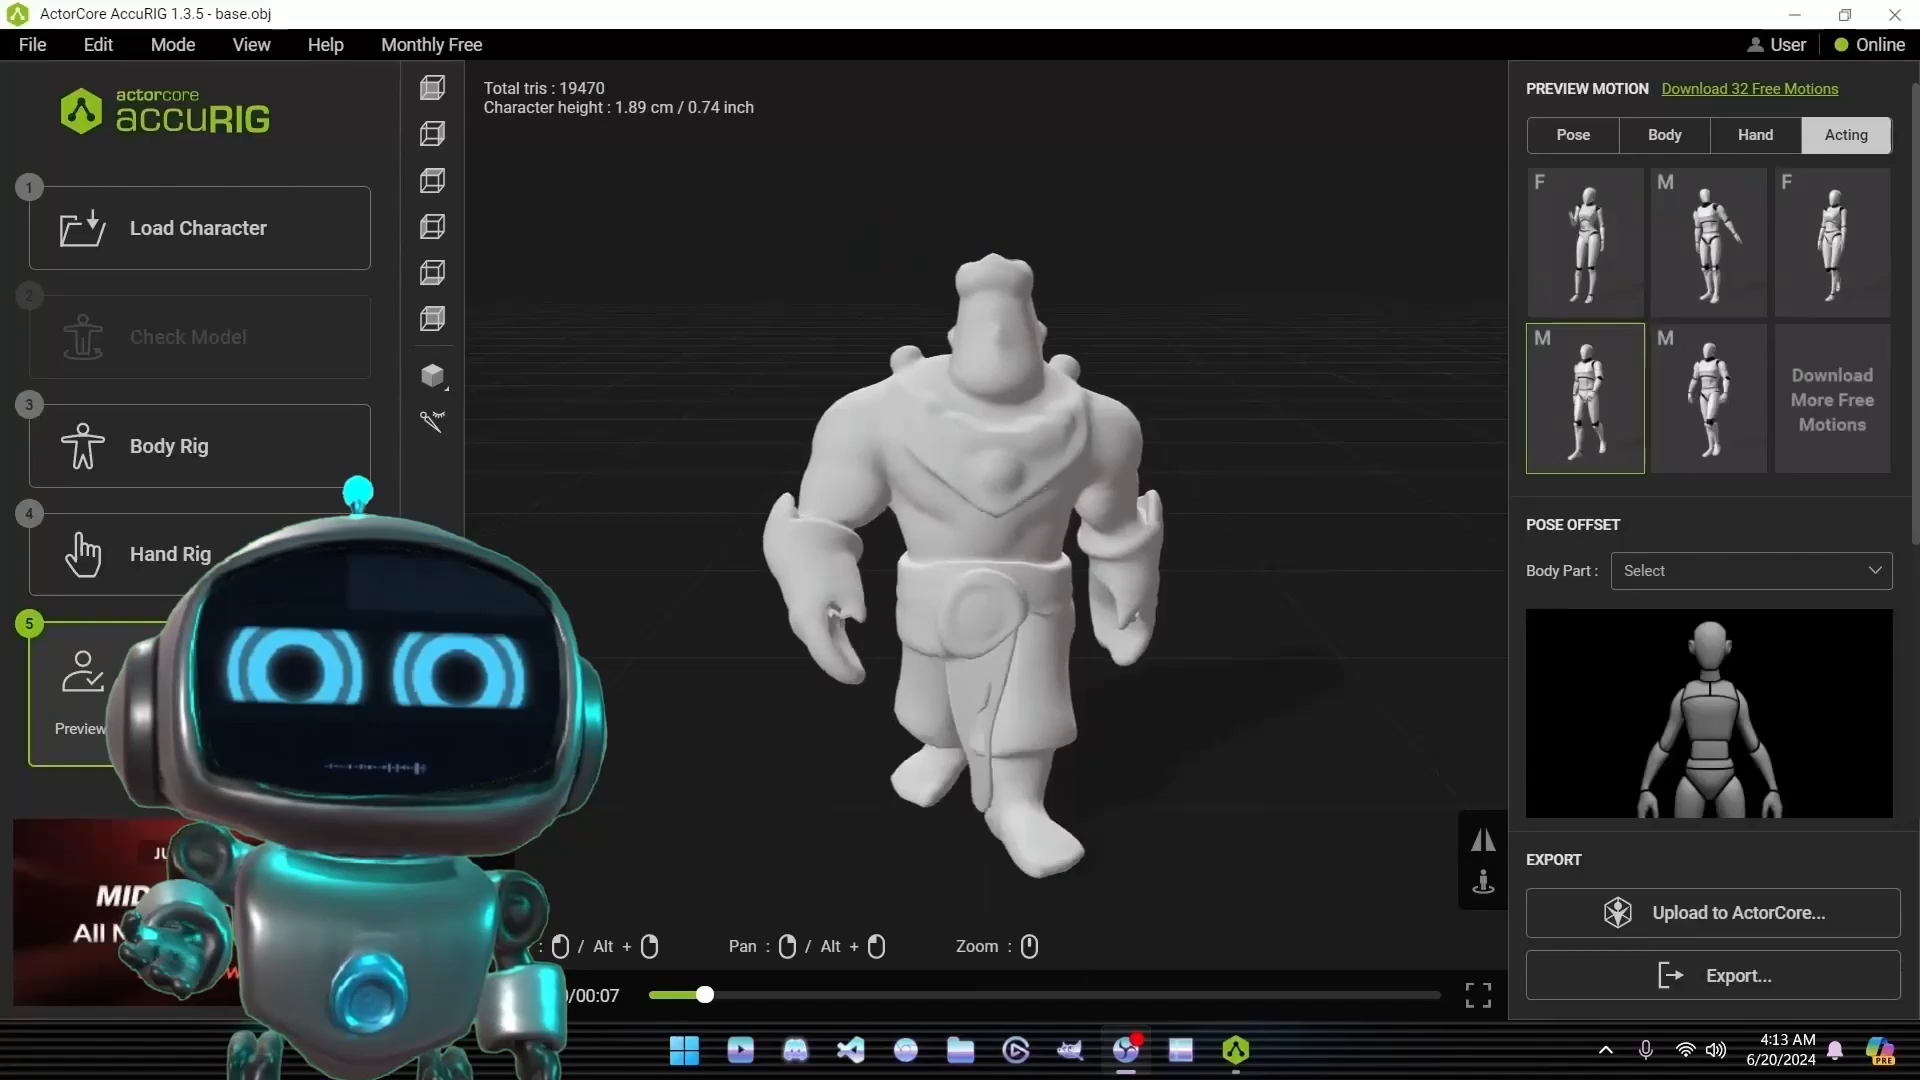 ActorCore AccuRIG 1.3.5 - base.obj
File Edit Mode View Help Monthly Free
User Online
actorcore
accuRIG
1
Load Character
2
Check Model
3
Body Rig
4
Hand Rig
5
Preview
Total tris : 19470
Character height : 1.89 cm / 0.74 inch
PREVIEW MOTION Download 32 Free Motions
Pose Body Hand Acting
F M F
M M
Download
More Free
Motions
POSE OFFSET
Body Part : Select
EXPORT
Upload to ActorCore...
Export...
: / Alt + Pan : / Alt + Zoom :
/00:07
4:13 AM
6/20/2024
PRE